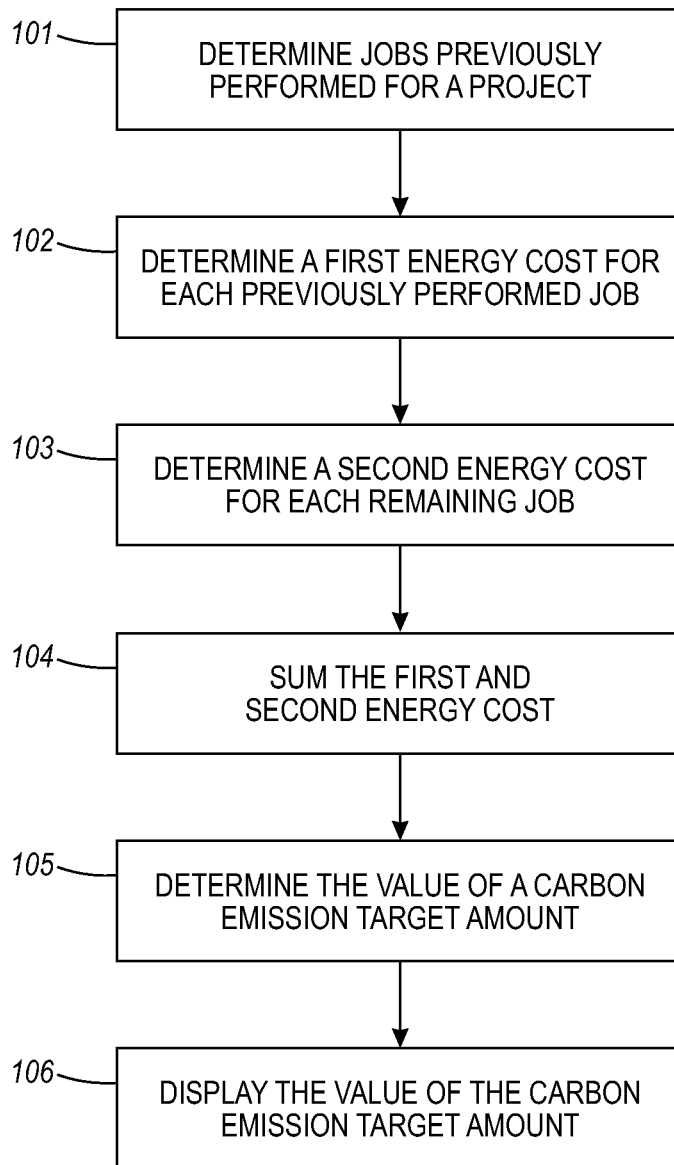 101
DETERMINE JOBS PREVIOUSLY
PERFORMED FOR A PROJECT
102
DETERMINE A FIRST ENERGY COST FOR
EACH PREVIOUSLY PERFORMED JOB
103
DETERMINE A SECOND ENERGY COST
FOR EACH REMAINING JOB
104
SUM THE FIRST AND
SECOND ENERGY COST
105
DETERMINE THE VALUE OF A CARBON
EMISSION TARGET AMOUNT
106
DISPLAY THE VALUE OF THE CARBON
EMISSION TARGET AMOUNT